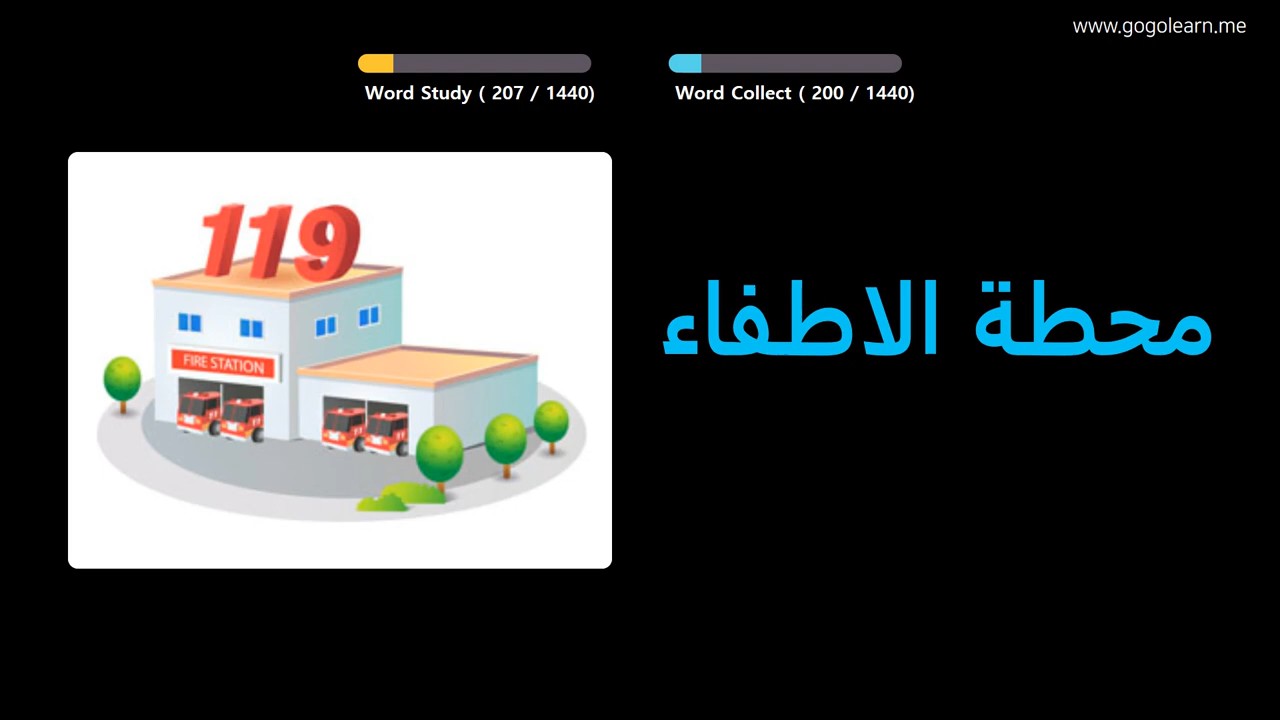 www.gogolearn.me
Word Study ( 207 / 1440)
Word Collect ( 200 / 1440)
119
FIRE STATION
محطة الاطفاء